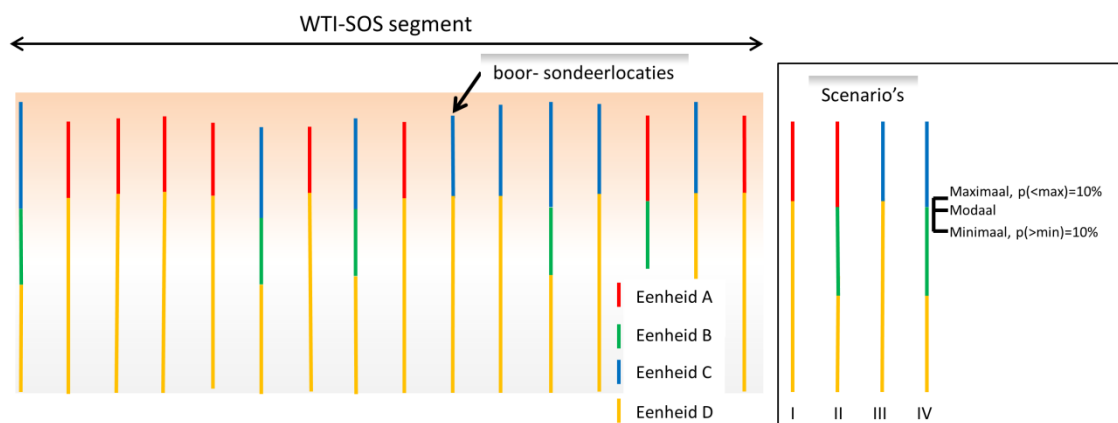 WTI-SOS segment
boor- sondeerlocaties
Scenario's
Maximaal, p(<max)=10%
Modaal
Minimaal, p(>min)=10%
Eenheid A
Eenheid B
Eenheid C
Eenheid D
I II III IV